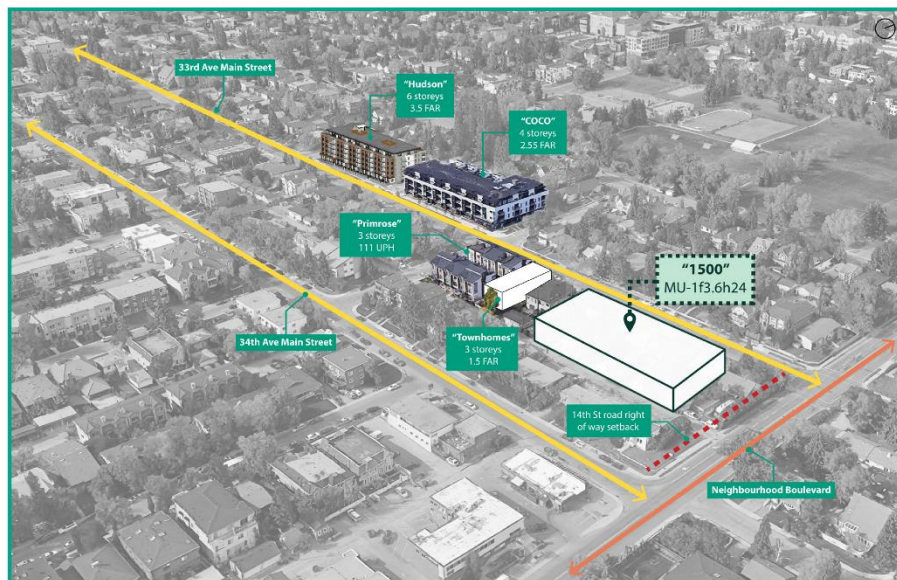 33rd Ave Main Street
"Hudson"
6 storeys
3.5 FAR
"COCO"
4 storeys
2.55 FAR
"Primrose"
3 storeys
111 UPH
"1500"
MU-1f3.6h24
34th Ave Main Street
"Townhomes"
3 storeys
1.5 FAR
14th St road right
of way setback
Neighbourhood Boulevard